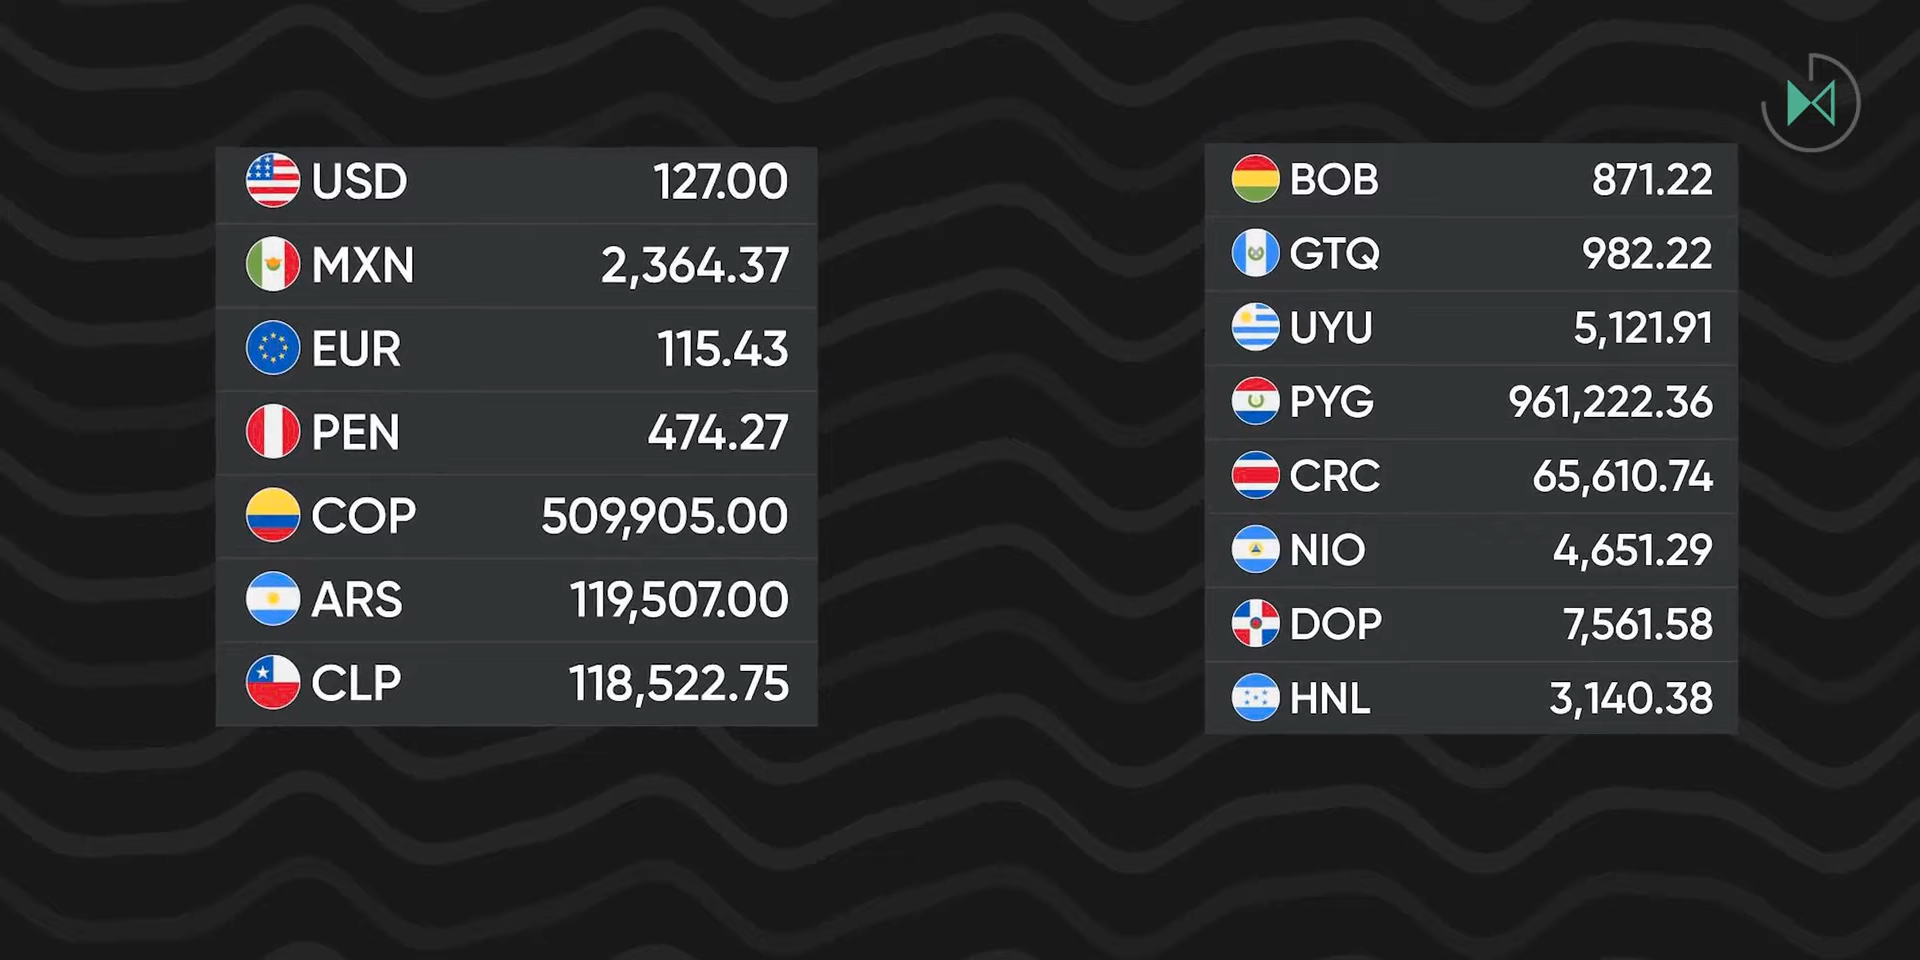 USD 127.00
MXN 2,364.37
EUR 115.43
PEN 474.27
COP 509,905.00
ARS 119,507.00
CLP 118,522.75
BOB 871.22
GTQ 982.22
UYU 5,121.91
PYG 961,222.36
CRC 65,610.74
NIO 4,651.29
DOP 7,561.58
HNL 3,140.38